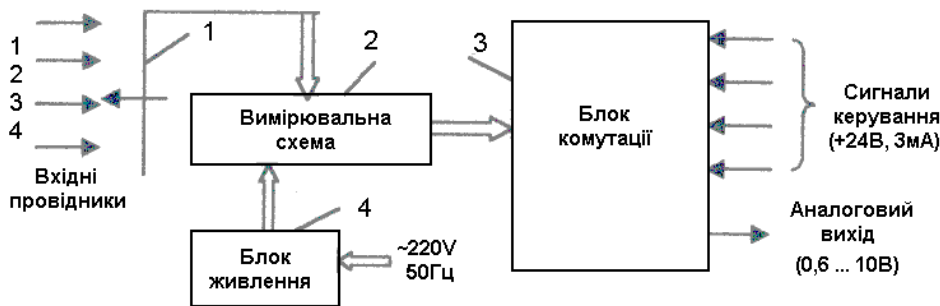 1
2
3
4
Вхідні
провідники
1
2
Вимірювальна
схема
4
Блок
живлення
~220V
50Гц
3
Блок
комутації
Сигнали
керування
(+24В, 3мА)
Аналоговий
вихід
(0,6 ... 10В)